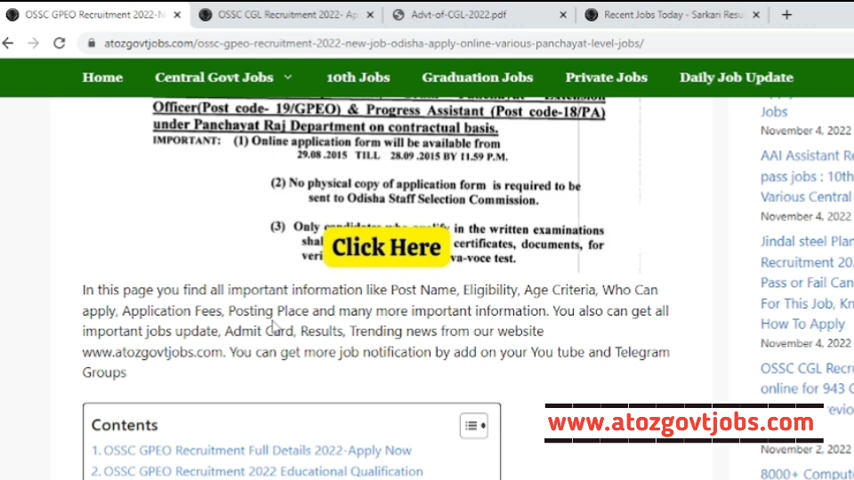 OSSC GPEO Recruitment 2022-N
OSSC CGL Recruitment 2022- Ap
Advt-of-CGL-2022.pdf
Recent Jobs Today - Sarkari Resu
atozgovtjobs.com/ossc-gpeo-recruitment-2022-new-job-odisha-apply-online-various-panchayat-level-jobs/
Home Central Govt Jobs 10th Jobs Graduation Jobs Private Jobs Daily Job Update
Officer(Post code- 19/GPEO) & Progress Assistant (Post code-18/PA)
under Panchayat Raj Department on contractual basis.
IMPORTANT: (1) Online application form will be available from
29.08 .2015 TILL 28.09.2015 BY 11.59 P.M.
(2) No physical copy of application form is required to be
sent to Odisha Staff Selection Commission.
(3) Only in the written examinations
certificates, documents, for
Click Here
In this page you find all important information like Post Name, Eligibility, Age Criteria, Who Can
apply, Application Fees, Posting Place and many more important information. You also can get all
important jobs update, Admit Card, Results, Trending news from our website
www.atozgovtjobs.com. You can get more job notification by add on your You tube and Telegram
Groups
Contents
1. OSSC GPEO Recruitment Full Details 2022-Apply Now
2. OSSC GPEO Recruitment 2022 Educational Qualification
Jobs
November 4, 2022
AAI Assistant Re
pass jobs : 10th
Various Central
November 4, 2022
Jindal steel Plan
Recruitment 202
Pass or Fail Can
For This Job, Kn
How To Apply
November 4, 2022
OSSC CGL Recru
online for 943 G
www.atozgovtjobs.com
November 2, 2022
8000+ Compute